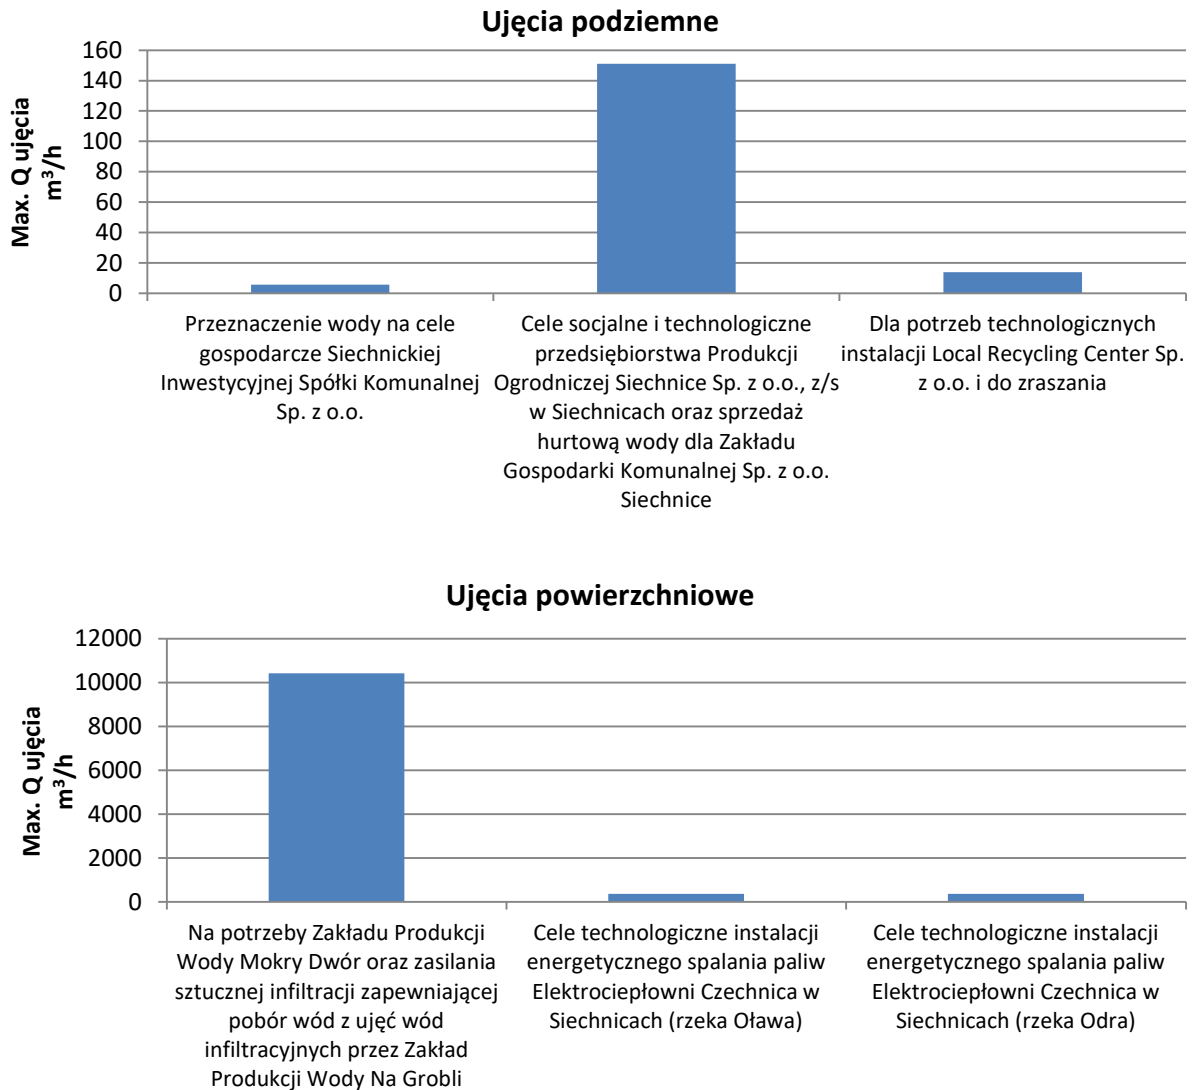 Ujęcia podziemne
Max. Q ujęcia
m³/h
160
140
120
100
80
60
40
20
0
Przeznaczenie wody na cele
gospodarcze Siechnickiej
Inwestycyjnej Spółki Komunalnej
Sp. z o.o.
Cele socjalne i technologiczne
przedsiębiorstwa Produkcji
Ogrodniczej Siechnice Sp. z o.o., z/s
w Siechnicach oraz sprzedaż
hurtową wody dla Zakładu
Gospodarki Komunalnej Sp. z o.o.
Siechnice
Dla potrzeb technologicznych
instalacji Local Recycling Center Sp.
z o.o. i do zraszania
Ujęcia powierzchniowe
Max. Q ujęcia
m³/h
12000
10000
8000
6000
4000
2000
0
Na potrzeby Zakładu Produkcji
Wody Mokry Dwór oraz zasilania
sztucznej infiltracji zapewniającej
pobór wód z ujęć wód
infiltracyjnych przez Zakład
Produkcji Wody Na Grobli
Cele technologiczne instalacji
energetycznego spalania paliw
Elektrociepłowni Czechnica w
Siechnicach (rzeka Oława)
Cele technologiczne instalacji
energetycznego spalania paliw
Elektrociepłowni Czechnica w
Siechnicach (rzeka Odra)